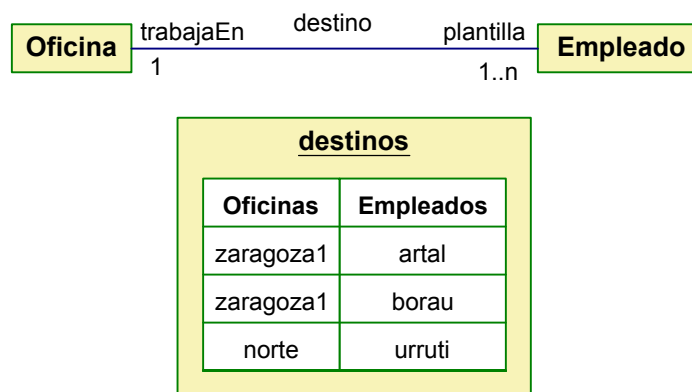 trabajaEn destino plantilla
Oficina Empleado
1 1..n
destinos
Oficinas Empleados
zaragoza1 artal
zaragoza1 borau
norte urruti